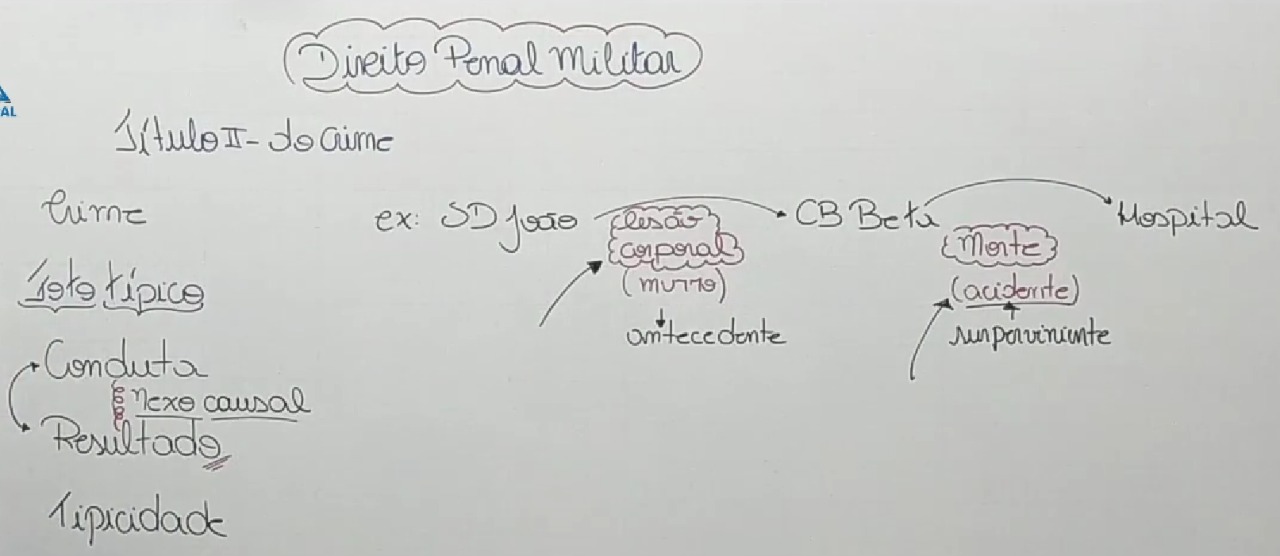 Direito Penal Militar
AL
Título II - do Crime
Crime
ex: SD João
lesão
corporal
(murro)
antecedente
CB Beta
Morte
(acidente)
Hospital
Fato típico
Conduta
nexo causal
Resultado
Tipicidade